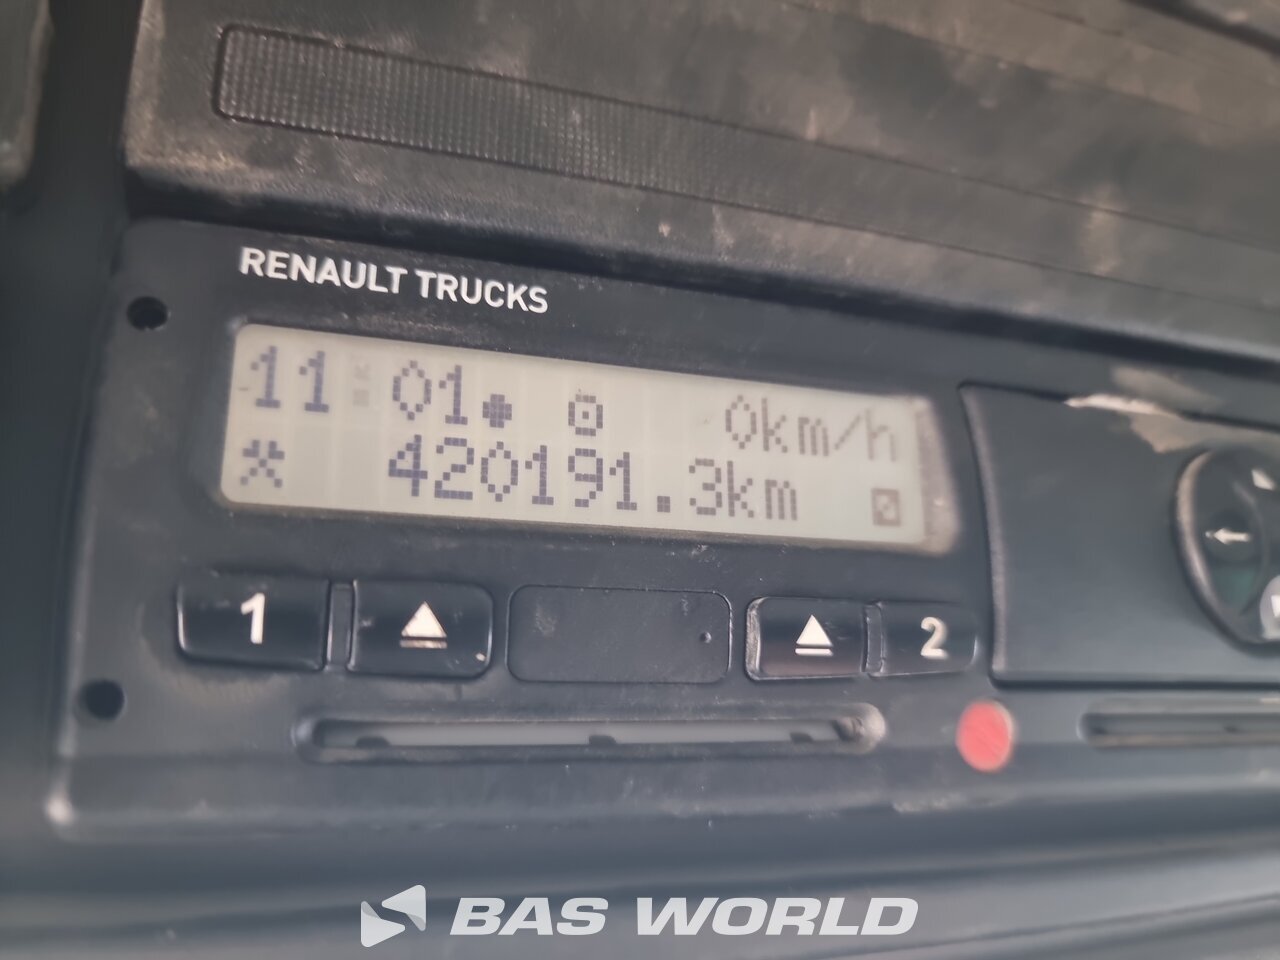 RENAULT TRUCKS
11:01 0km/h
420191.3km
1 2
BAS WORLD